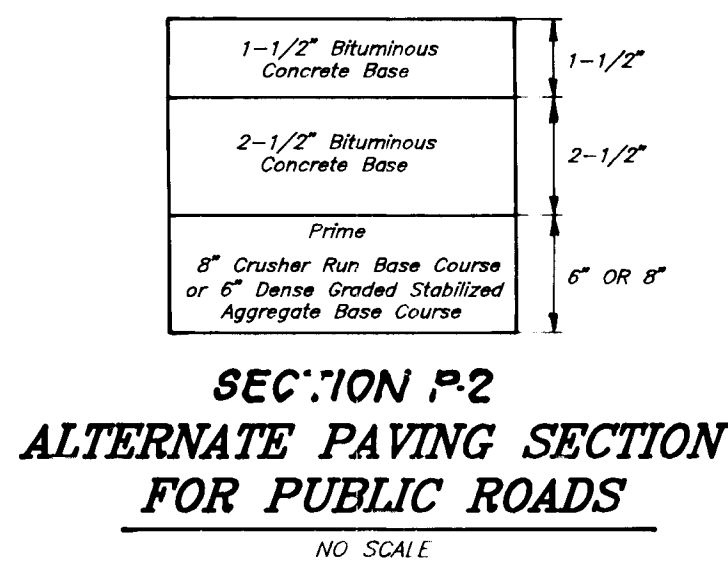 1-1/2" Bituminous
Concrete Base
1-1/2"
2-1/2" Bituminous
Concrete Base
2-1/2"
Prime
8" Crusher Run Base Course
or 6" Dense Graded Stabilized
Aggregate Base Course
6" OR 8"
SECTION P-2
ALTERNATE PAVING SECTION
FOR PUBLIC ROADS
NO SCALE